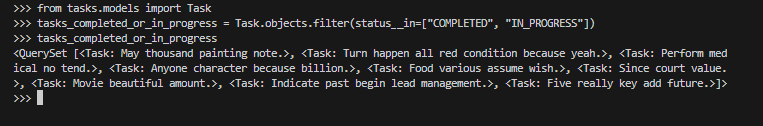 >>> from tasks.models import Task
>>> tasks_completed_or_in_progress = Task.objects.filter(status__in=["COMPLETED", "IN_PROGRESS"])
>>> tasks_completed_or_in_progress
<QuerySet [<Task: May thousand painting note.>, <Task: Turn happen all red condition because yeah.>, <Task: Perform med
ical no tend.>, <Task: Anyone character because billion.>, <Task: Food various assume wish.>, <Task: Since court value.
>, <Task: Movie beautiful amount.>, <Task: Indicate past begin lead management.>, <Task: Five really key add future.>]>
>>>